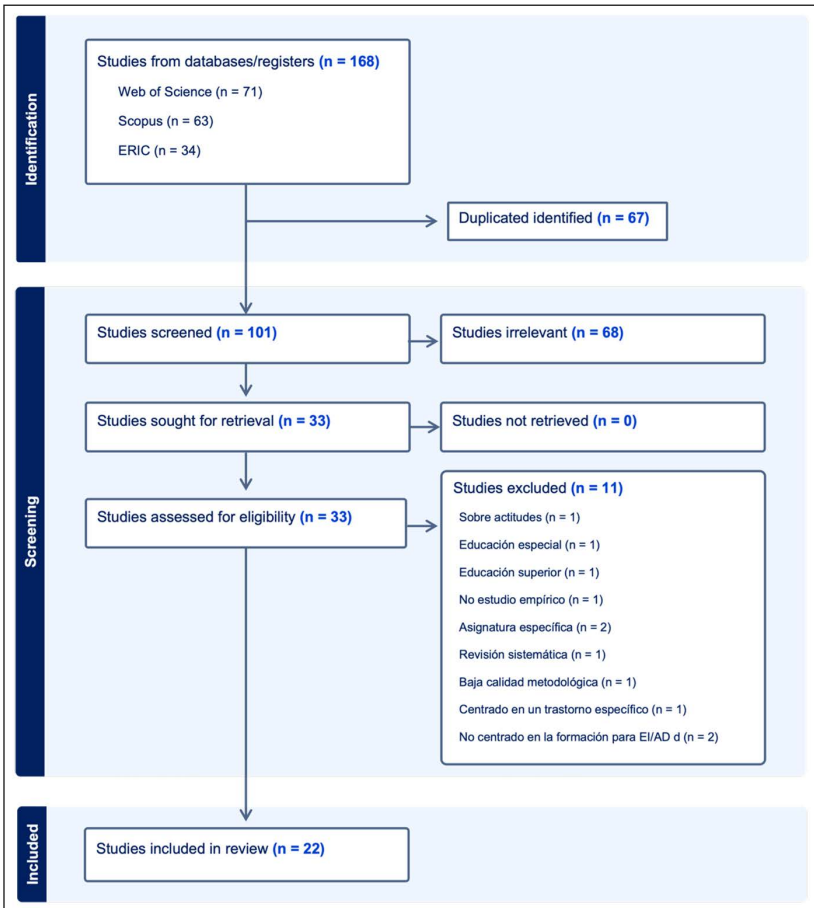 Identification
Studies from databases/registers (n = 168)
Web of Science (n = 71)
Scopus (n = 63)
ERIC (n = 34)
Duplicated identified (n = 67)
Screening
Studies screened (n = 101)
Studies irrelevant (n = 68)
Studies sought for retrieval (n = 33)
Studies not retrieved (n = 0)
Studies assessed for eligibility (n = 33)
Studies excluded (n = 11)
Sobre actitudes (n = 1)
Educación especial (n = 1)
Educación superior (n = 1)
No estudio empírico (n = 1)
Asignatura específica (n = 2)
Revisión sistemática (n = 1)
Baja calidad metodológica (n = 1)
Centrado en un trastorno específico (n = 1)
No centrado en la formación para EI/AD d (n = 2)
Included
Studies included in review (n = 22)